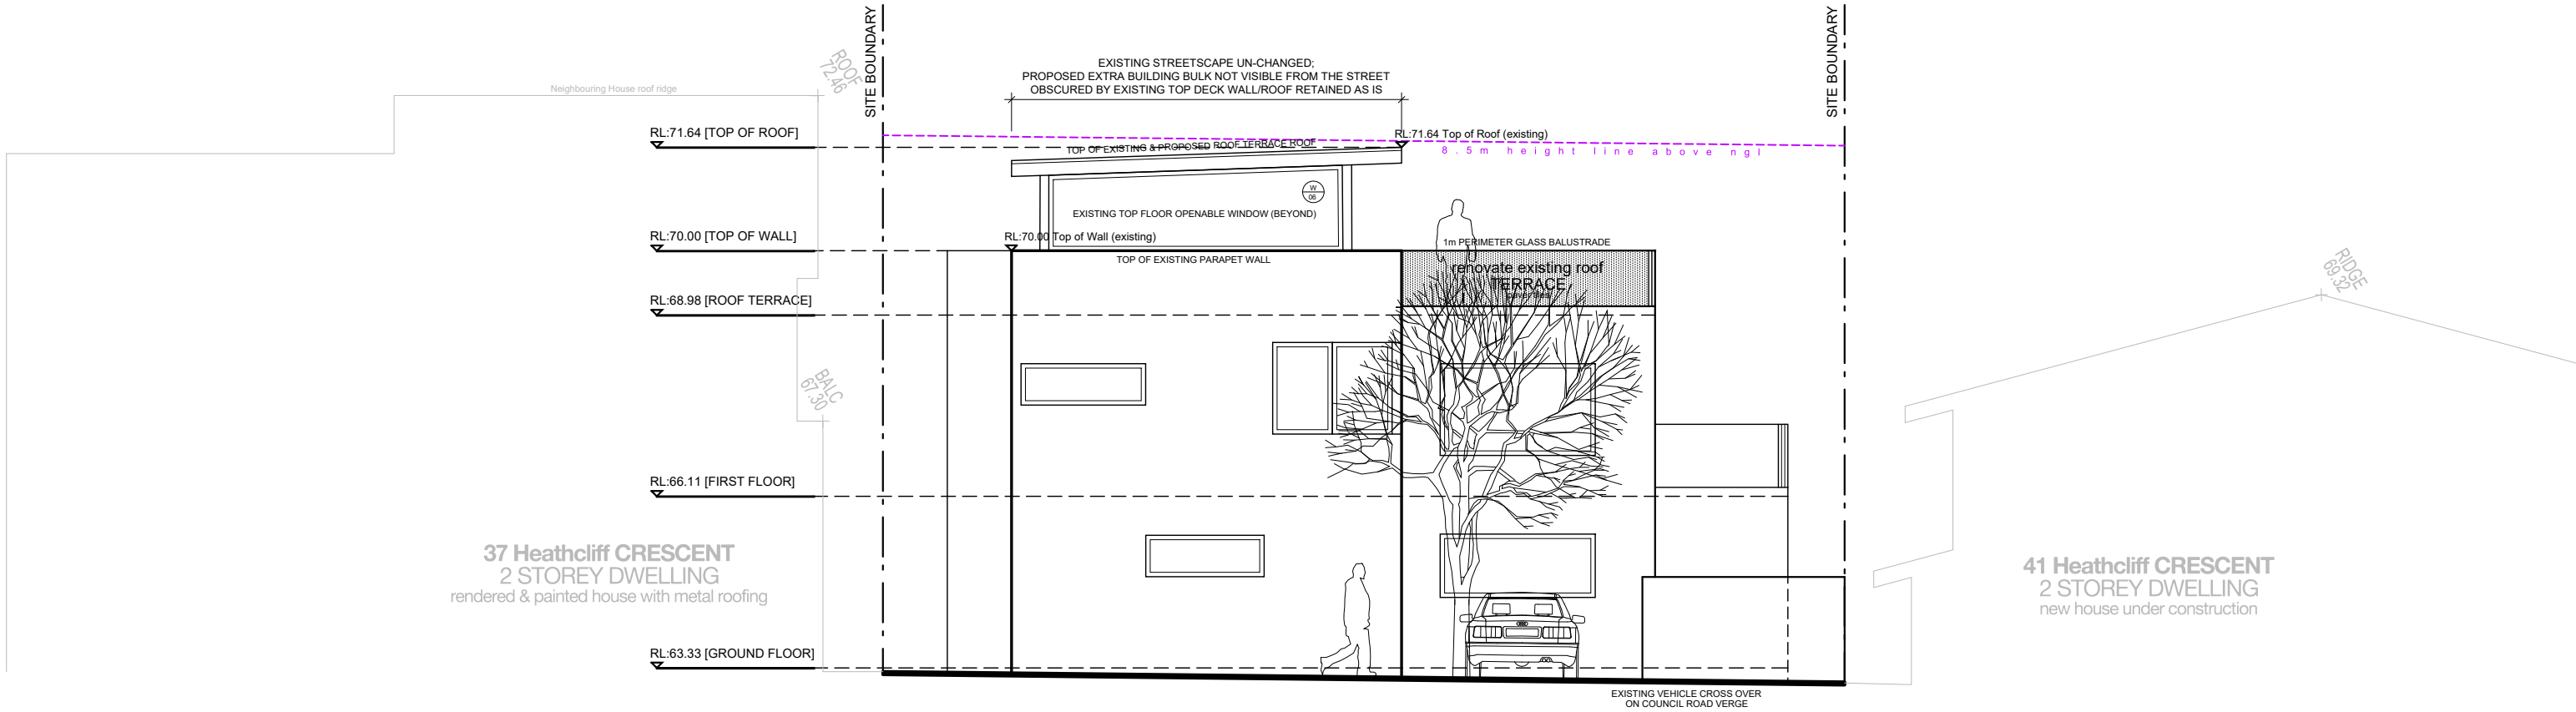 SITE BOUNDARY
SITE BOUNDARY
EXISTING STREETSCAPE UN-CHANGED;
PROPOSED EXTRA BUILDING BULK NOT VISIBLE FROM THE STREET
OBSCURED BY EXISTING TOP DECK WALL/ROOF RETAINED AS IS
ROOF
72.46
Neighbouring House roof ridge
RL:71.64 [TOP OF ROOF]
RL:71.64 Top of Roof (existing)
TOP OF EXISTING & PROPOSED ROOF TERRACE ROOF
8.5m height line above ngl
W
06
EXISTING TOP FLOOR OPENABLE WINDOW (BEYOND)
RL:70.00 [TOP OF WALL]
RL:70.00 Top of Wall (existing)
1m PERIMETER GLASS BALUSTRADE
TOP OF EXISTING PARAPET WALL
renovate existing roof
TERRACE
paver tiles
RIDGE
69.32
RL:68.98 [ROOF TERRACE]
BALC
67.30
RL:66.11 [FIRST FLOOR]
37 Heathcliff CRESCENT
2 STOREY DWELLING
rendered & painted house with metal roofing
41 Heathcliff CRESCENT
2 STOREY DWELLING
new house under construction
RL:63.33 [GROUND FLOOR]
EXISTING VEHICLE CROSS OVER
ON COUNCIL ROAD VERGE